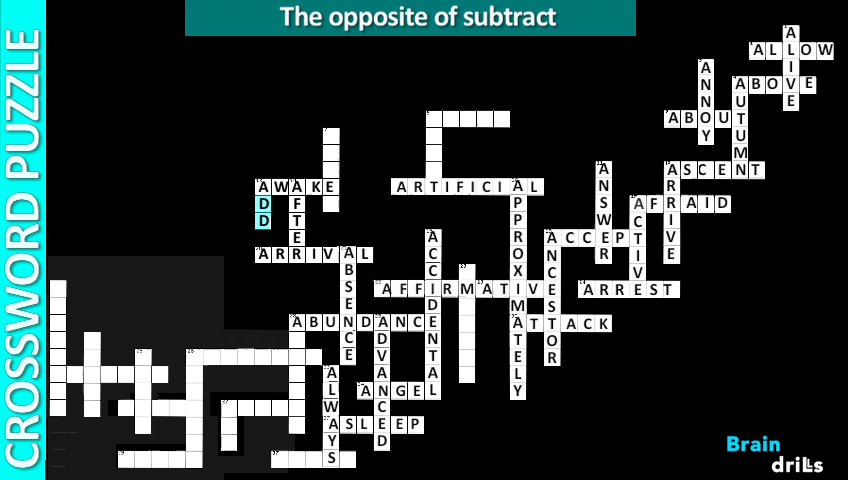 The opposite of subtract
CROSSWORD PUZZLE
ALIVE
ALLOW
ANNOY
ABOVE
AUTUMN
ABOUT
ANSWER
ASCENT
ARRIVE
AWAKE
ADD
AFTER
ARTIFICIAL
APPROXIMATELY
AFRAID
ACTIVE
ACCIDENTAL
ACCEPT
ANCESTOR
ARRIVAL
ABSENCE
AFFIRMATIVE
ARREST
ABUNDANCE
ADVANCED
ATTACK
ALWAYS
ANGEL
ASLEEP
Brain
drills